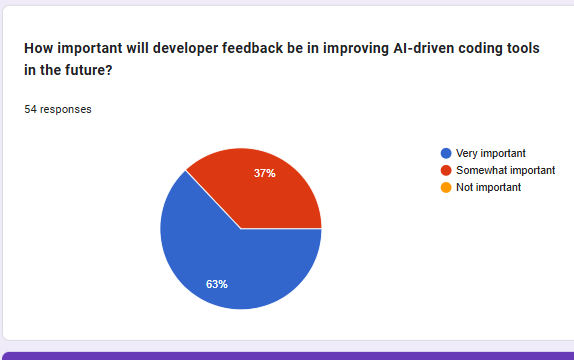 How important will developer feedback be in improving AI-driven coding tools
in the future?
54 responses
37%
63%
Very important
Somewhat important
Not important